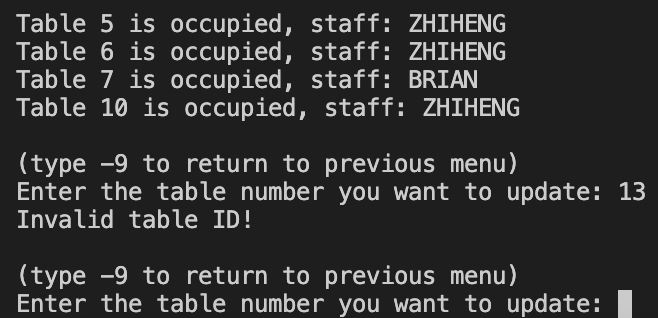 Table 5 is occupied, staff: ZHIHENG
Table 6 is occupied, staff: ZHIHENG
Table 7 is occupied, staff: BRIAN
Table 10 is occupied, staff: ZHIHENG
(type -9 to return to previous menu)
Enter the table number you want to update: 13
Invalid table ID!
(type -9 to return to previous menu)
Enter the table number you want to update: